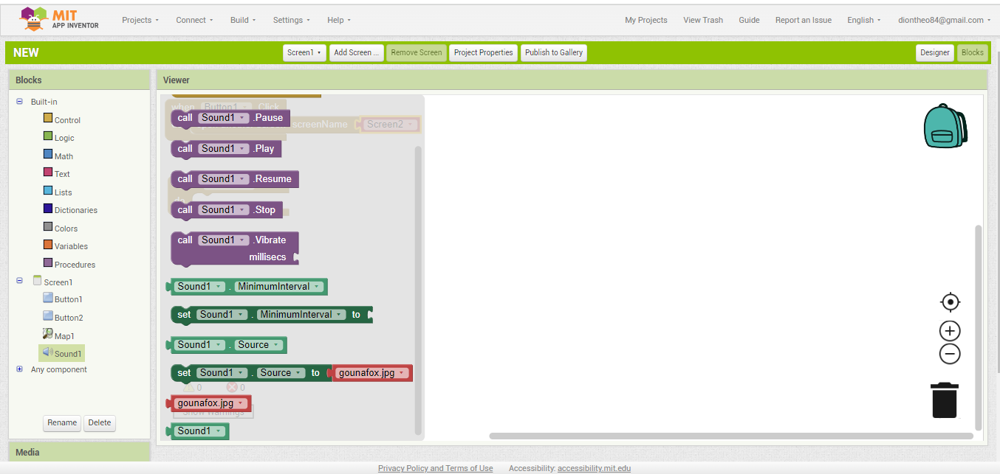 MIT
APP INVENTOR
Projects Connect Build Settings Help My Projects View Trash Guide Report an Issue English diontheo84@gmail.com
NEW Screen1 Add Screen ... Remove Screen Project Properties Publish to Gallery Designer Blocks
Blocks
Built-in
Control
Logic
Math
Text
Lists
Dictionaries
Colors
Variables
Procedures
Screen1
Button1
Button2
Map1
Sound1
Any component
Rename Delete
Media
Viewer
when Button1 .Click
call Sound1 .Pause
screenName Screen2
call Sound1 .Play
call Sound1 .Resume
do
call Sound1 .Stop
call Sound1 .Vibrate
millisecs
Sound1 . MinimumInterval
set Sound1 . MinimumInterval to
Sound1 . Source
set Sound1 . Source to gounafox.jpg
0 0
gounafox.jpg
Show Warnings
Sound1
Privacy Policy and Terms of Use Accessibility: accessibility.mit.edu